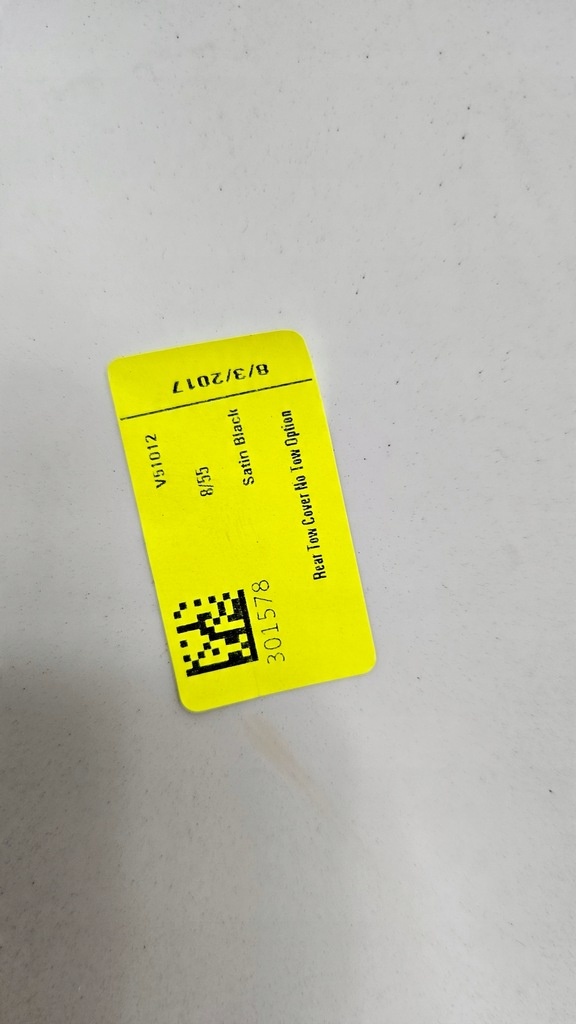 8/3/2017
V51012
8/55
Satin Black
Rear Tow Cover No Tow Option
301578